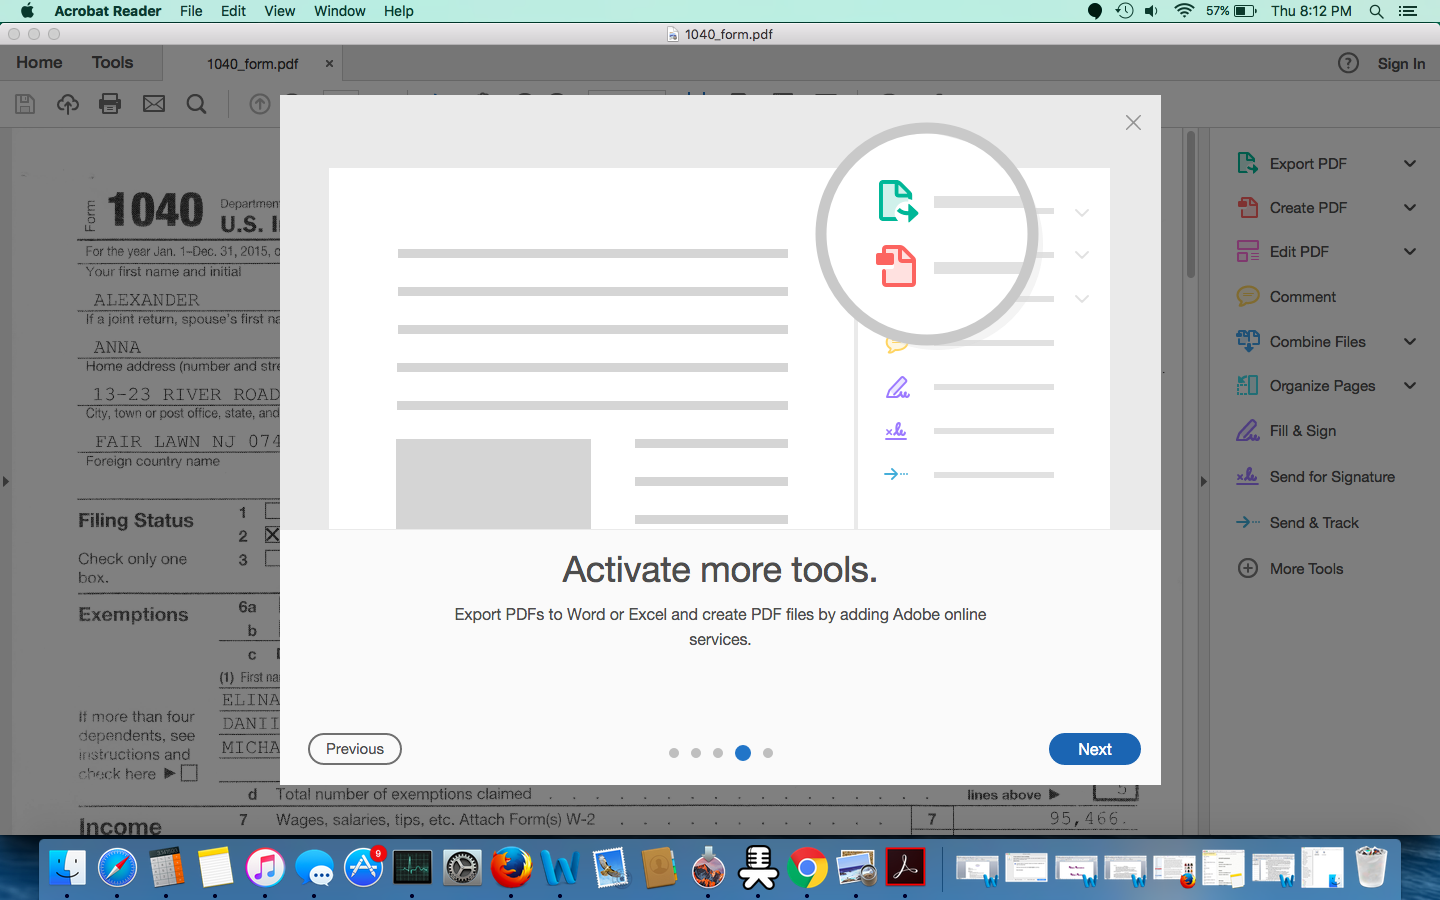 Acrobat Reader File Edit View Window Help 57% Thu 8:12 PM
1040_form.pdf
Home Tools 1040_form.pdf × ? Sign In
Form 1040 Department
U.S. I
For the year Jan. 1–Dec. 31, 2015, o
Your first name and initial
ALEXANDER
If a joint return, spouse's first na
ANNA
Home address (number and stre
13-23 RIVER ROAD
City, town or post office, state, and
FAIR LAWN NJ 074
Foreign country name
Filing Status 1
2
Check only one 3
box.
Exemptions 6a
b
c
(1) First na
ELINA
If more than four DANII
dependents, see
instructions and MICHA
check here ▶
d Total number of exemptions claimed . . . . . . . . . . . . . . . . lines above ▶ 5
Income 7 Wages, salaries, tips, etc. Attach Form(s) W-2 . . . . . . . . . . 7 95,466.
Activate more tools.
Export PDFs to Word or Excel and create PDF files by adding Adobe online
services.
Previous
Next
Export PDF
Create PDF
Edit PDF
Comment
Combine Files
Organize Pages
Fill & Sign
Send for Signature
Send & Track
More Tools
9